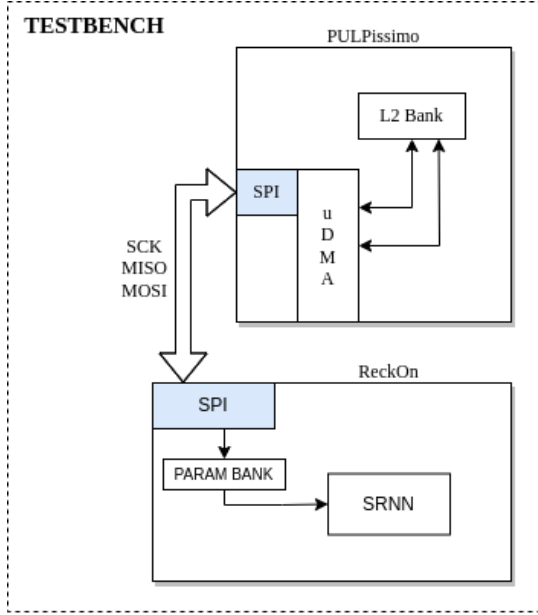 TESTBENCH
PULPissimo
L2 Bank
SPI
u
D
M
A
SCK
MISO
MOSI
ReckOn
SPI
PARAM BANK
SRNN